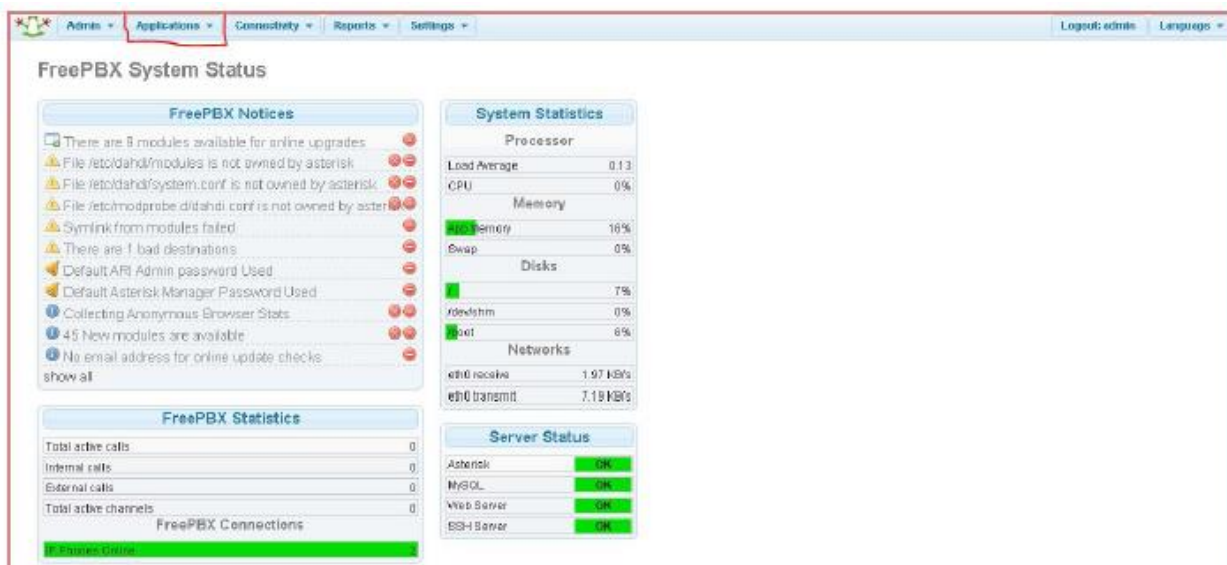 Admin Applications Connectivity Reports Settings Logout: admin Language
FreePBX System Status
FreePBX Notices
There are 9 modules available for online upgrades
File /etc/dahdi/modules is not owned by asterisk
File /etc/dahdi/system.conf is not owned by asterisk
File /etc/modprobe.d/dahdi.conf is not owned by aster
Symlink from modules failed
There are 1 bad destinations
Default ARI Admin password Used
Default Asterisk Manager Password Used
Collecting Anonymous Browser Stats
45 New modules are available
No email address for online update checks
show all
FreePBX Statistics
Total active calls 0
Internal calls 0
External calls 0
Total active channels 0
FreePBX Connections
IP Phones Online 2
System Statistics
Processor
Load Average 0.13
CPU 0%
Memory
App Memory 16%
Swap 0%
Disks
/ 7%
/dev/shm 0%
/boot 6%
Networks
eth0 receive 1.97 KB/s
eth0 transmit 7.19 KB/s
Server Status
Asterisk OK
MySQL OK
Web Server OK
SSH Server OK